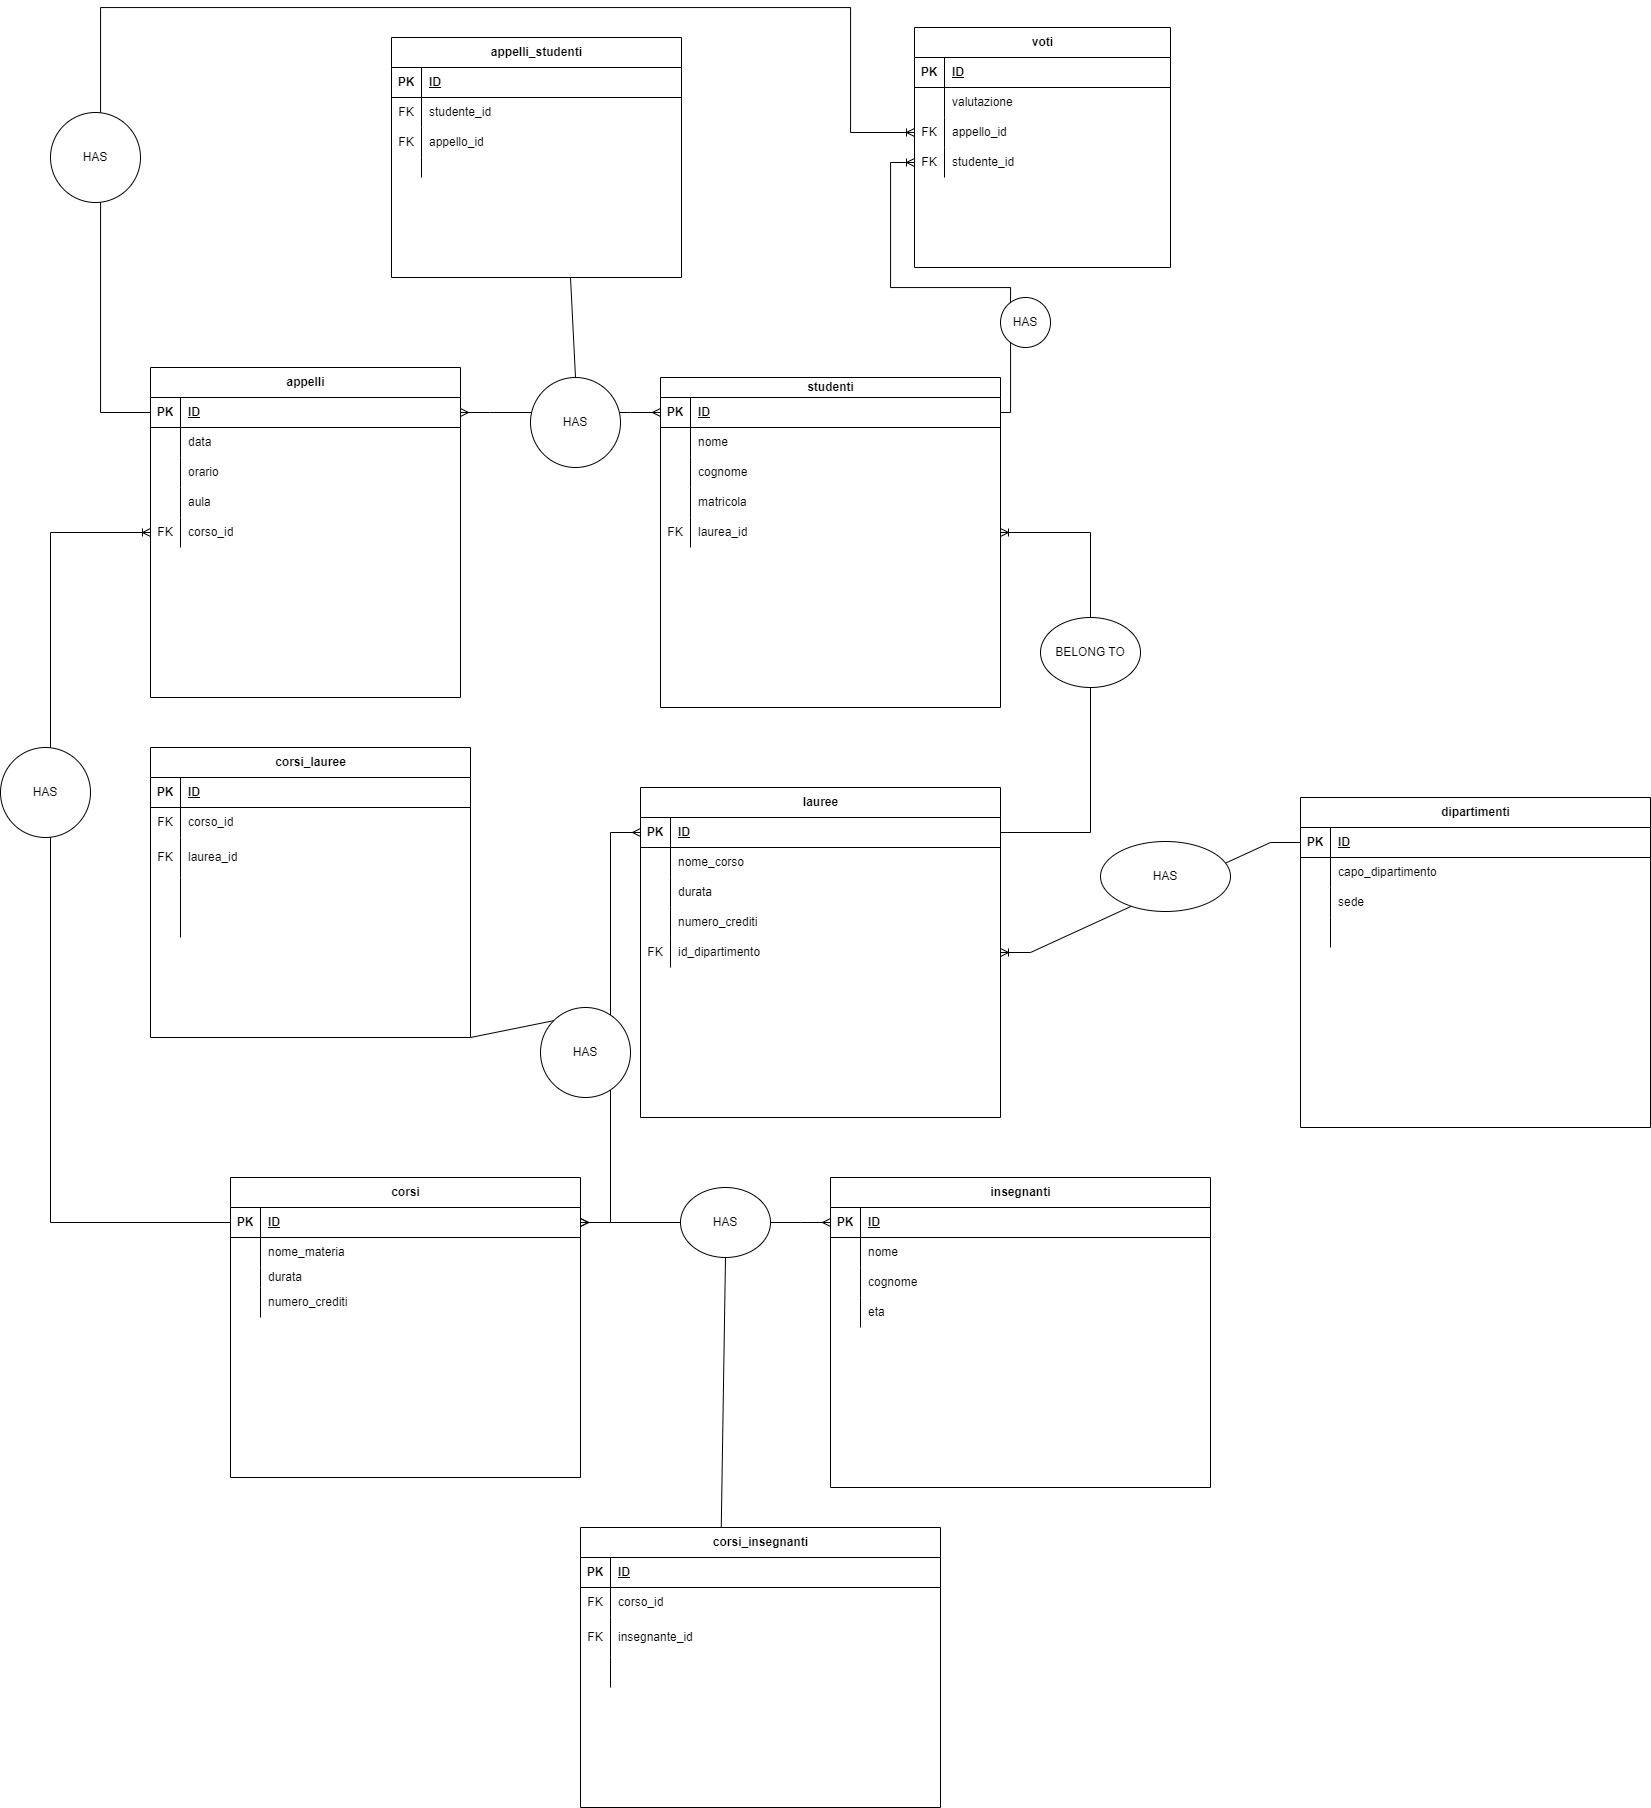 appelli_studenti
PK ID
FK studente_id
FK appello_id
voti
PK ID
valutazione
FK appello_id
FK studente_id
HAS
HAS
appelli
PK ID
data
orario
aula
FK corso_id
HAS
studenti
PK ID
nome
cognome
matricola
FK laurea_id
BELONG TO
HAS
corsi_lauree
PK ID
FK corso_id
FK laurea_id
lauree
PK ID
nome_corso
durata
numero_crediti
FK id_dipartimento
HAS
dipartimenti
PK ID
capo_dipartimento
sede
HAS
corsi
PK ID
nome_materia
durata
numero_crediti
HAS
insegnanti
PK ID
nome
cognome
eta
corsi_insegnanti
PK ID
FK corso_id
FK insegnante_id